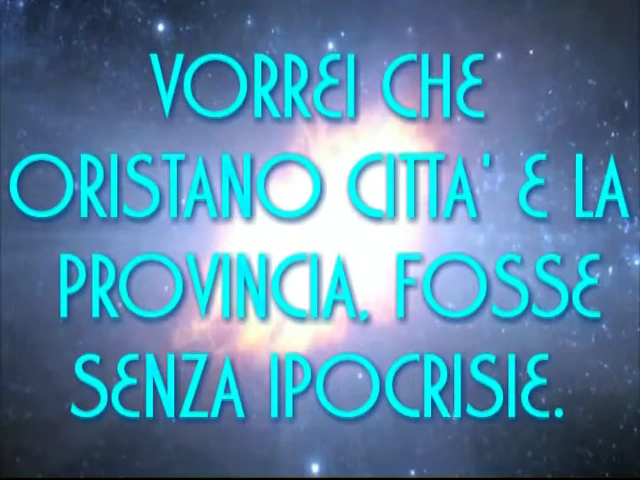 VORREI CHE
ORISTANO CITTA' E LA
PROVINCIA, FOSSE
SENZA IPOCRISIE.